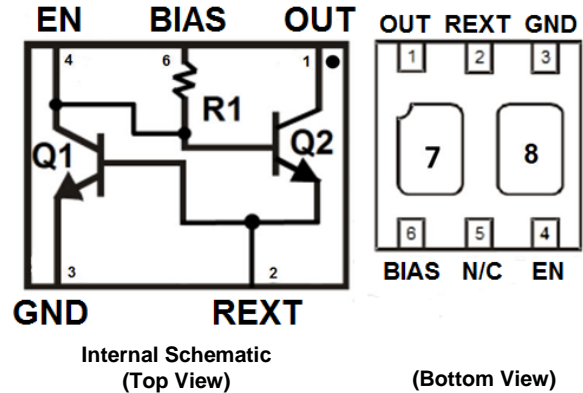 EN BIAS OUT
4 6 1
R1
Q1 Q2
3 2
GND REXT
Internal Schematic
(Top View)
OUT REXT GND
1 2 3
7 8
6 5 4
BIAS N/C EN
(Bottom View)